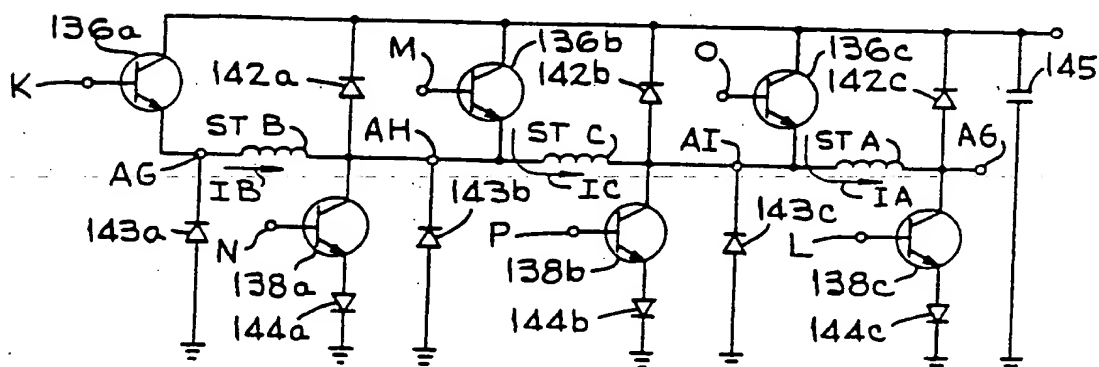 136a
K
142a
M
136b
142b
O
136c
142c
145
ST B
AH
ST C
AI
ST A
AG
AG
IB
143b
IC
143c
IA
143a
N
138a
P
138b
L
138c
144a
144b
144c